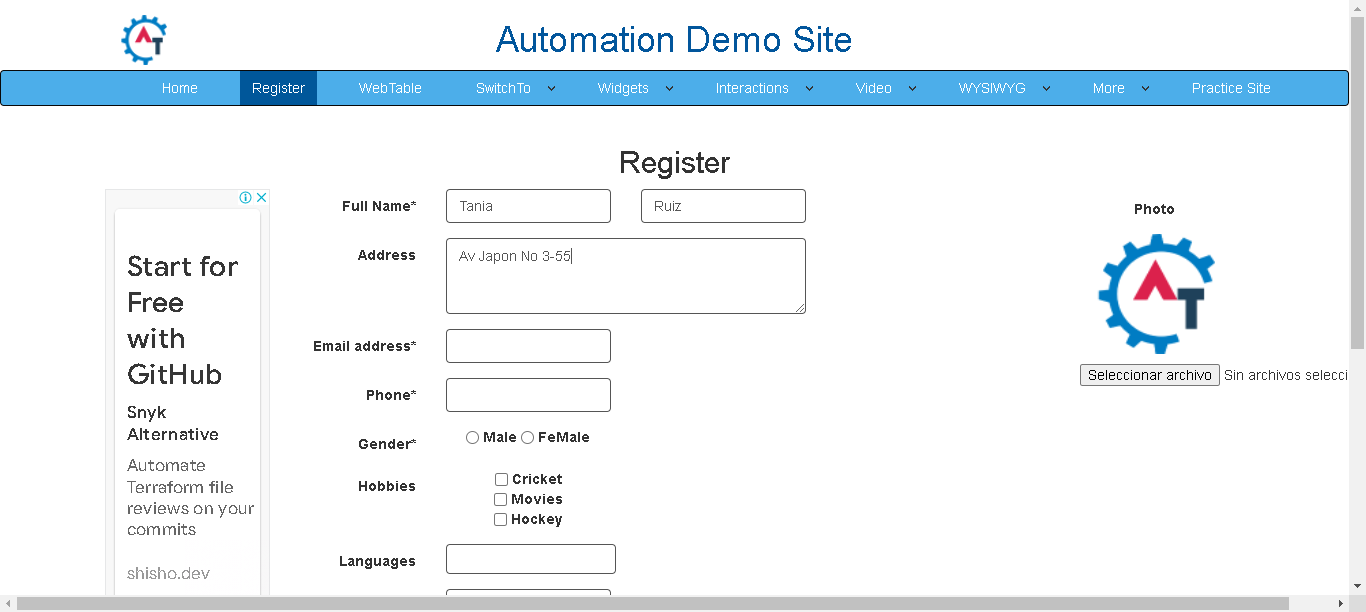 Automation Demo Site
Home Register WebTable SwitchTo Widgets Interactions Video WYSIWYG More Practice Site
Register
Start for
Free
with
GitHub
Snyk
Alternative
Automate
Terraform file
reviews on your
commits
shisho.dev
Full Name* Tania Ruiz
Address Av Japon No 3-55
Email address*
Phone*
Gender* Male FeMale
Hobbies Cricket
Movies
Hockey
Languages
Photo
AT
Seleccionar archivo Sin archivos selecci